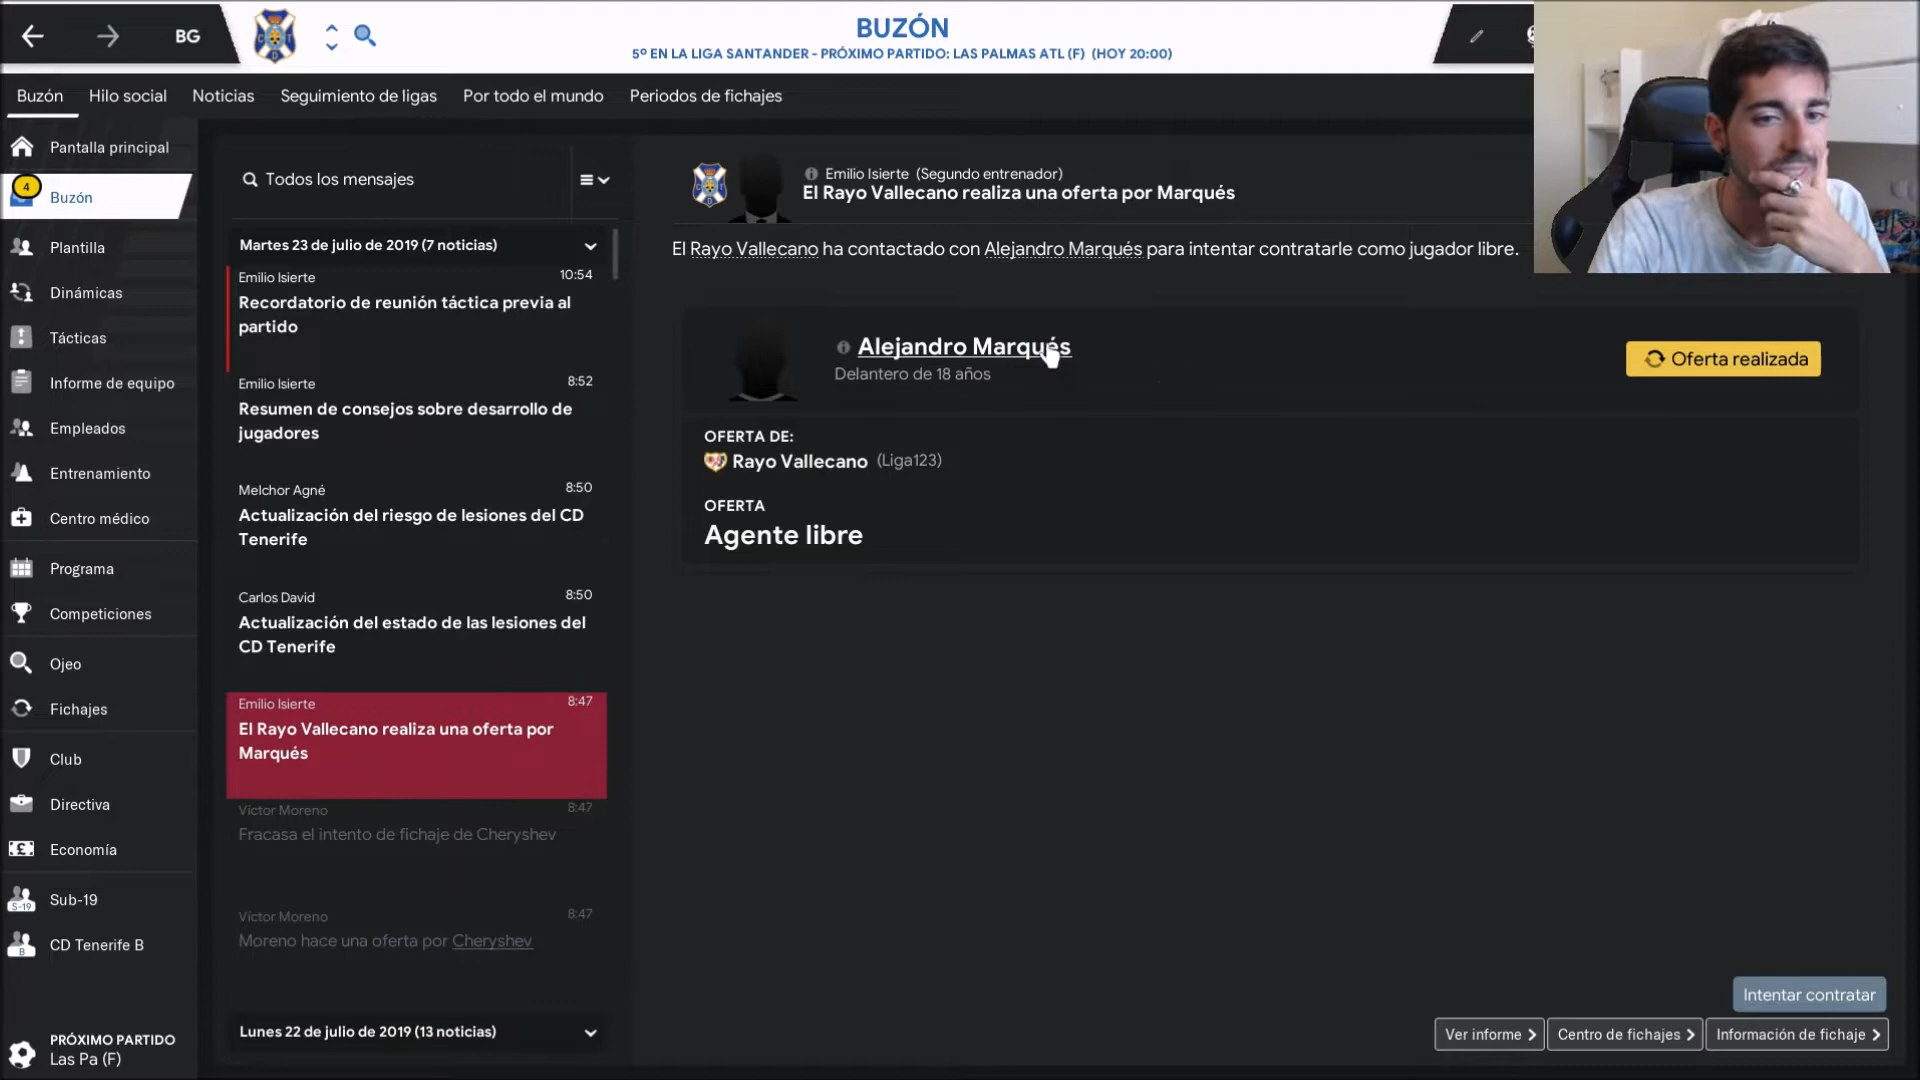 BG
BUZÓN
5º EN LA LIGA SANTANDER - PRÓXIMO PARTIDO: LAS PALMAS ATL (F) (HOY 20:00)
Buzón
Hilo social
Noticias
Seguimiento de ligas
Por todo el mundo
Periodos de fichajes
Pantalla principal
4
Buzón
Plantilla
Dinámicas
Tácticas
Informe de equipo
Empleados
Entrenamiento
Centro médico
Programa
Competiciones
Ojeo
Fichajes
Club
Directiva
Economía
S-19
Sub-19
B
CD Tenerife B
PRÓXIMO PARTIDO
Las Pa (F)
Todos los mensajes
Martes 23 de julio de 2019 (7 noticias)
Emilio Isierte 10:54
Recordatorio de reunión táctica previa al
partido
Emilio Isierte 8:52
Resumen de consejos sobre desarrollo de
jugadores
Melchor Agné 8:50
Actualización del riesgo de lesiones del CD
Tenerife
Carlos David 8:50
Actualización del estado de las lesiones del
CD Tenerife
Emilio Isierte 8:47
El Rayo Vallecano realiza una oferta por
Marqués
Víctor Moreno 8:47
Fracasa el intento de fichaje de Cheryshev
Víctor Moreno 8:47
Moreno hace una oferta por Cheryshev
Lunes 22 de julio de 2019 (13 noticias)
Emilio Isierte (Segundo entrenador)
El Rayo Vallecano realiza una oferta por Marqués
El Rayo Vallecano ha contactado con Alejandro Marqués para intentar contratarle como jugador libre.
Alejandro Marqués
Delantero de 18 años
Oferta realizada
OFERTA DE:
Rayo Vallecano (Liga123)
OFERTA
Agente libre
Intentar contratar
Ver informe
Centro de fichajes
Información de fichaje